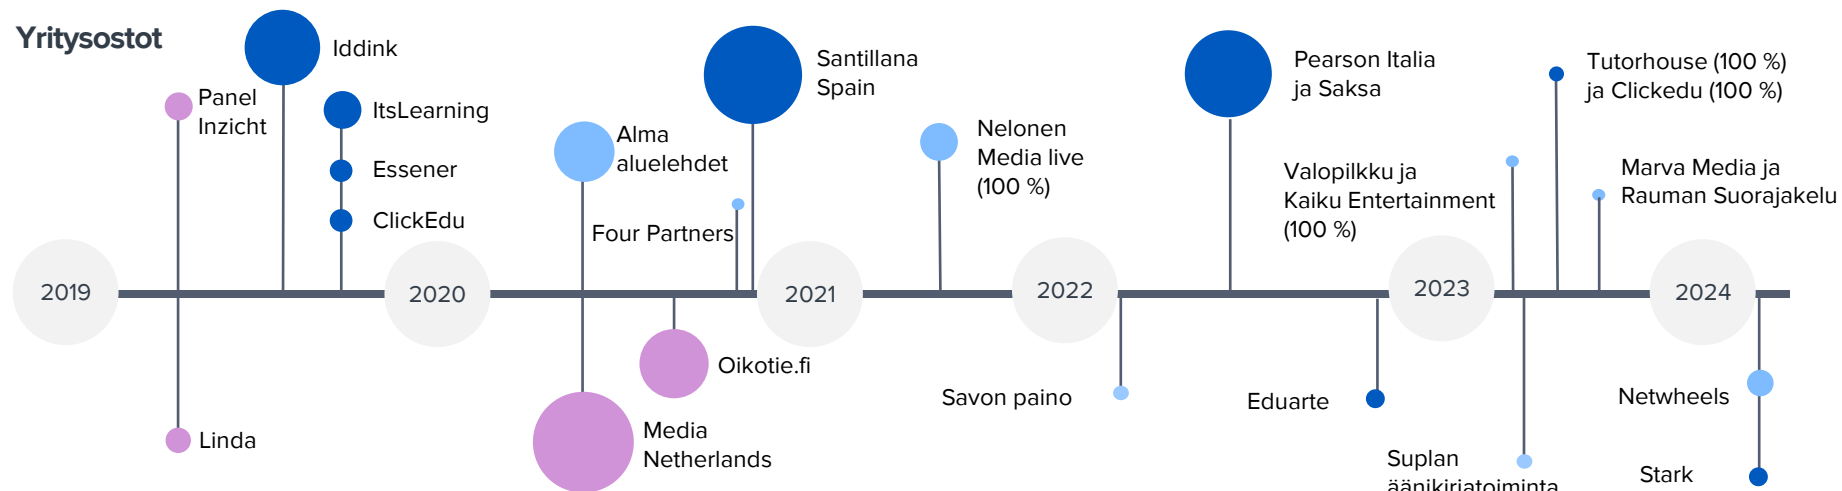 Yritysostot
Iddink
Panel
Inzicht
ItsLearning
Essener
ClickEdu
Alma
aluelehdet
Four Partners
Santillana
Spain
Nelonen
Media live
(100 %)
Pearson Italia
ja Saksa
Valopilkku ja
Kaiku Entertainment
(100 %)
Tutorhouse (100 %)
ja Clickedu (100 %)
Marva Media ja
Rauman Suorajakelu
2019
2020
2021
2022
2023
2024
Linda
Media
Netherlands
Oikotie.fi
Savon paino
Eduarte
Suplan
äänikirjatoiminta
Netwheels
Stark